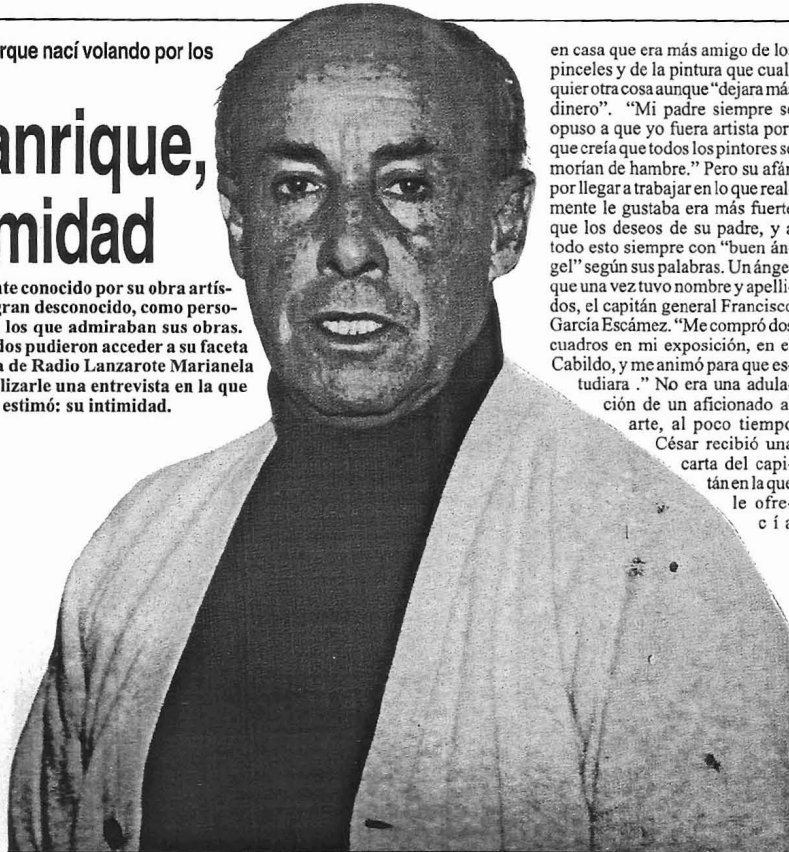 rque nací volando por los
anrique,
midad
te conocido por su obra artís-
gran desconocido, como perso-
los que admiraban sus obras.
dos pudieron acceder a su faceta
a de Radio Lanzarote Marianela
lizarle una entrevista en la que
estimó: su intimidad.
en casa que era más amigo de los
pinceles y de la pintura que cual-
quier otra cosa aunque “dejara más
dinero”. “Mi padre siempre se
opuso a que yo fuera artista por-
que creía que todos los pintores se
morían de hambre.” Pero su afán
por llegar a trabajar en lo que real-
mente le gustaba era más fuerte
que los deseos de su padre, y a
todo esto siempre con “buen án-
gel” según sus palabras. Un ángel
que una vez tuvo nombre y apelli-
dos, el capitán general Francisco
García Escámez. “Me compró dos
cuadros en mi exposición, en el
Cabildo, y me animó para que es-
tudiara .” No era una adula-
ción de un aficionado al
arte, al poco tiempo
César recibió una
carta del capi-
tán en la que
le ofre-
c í a